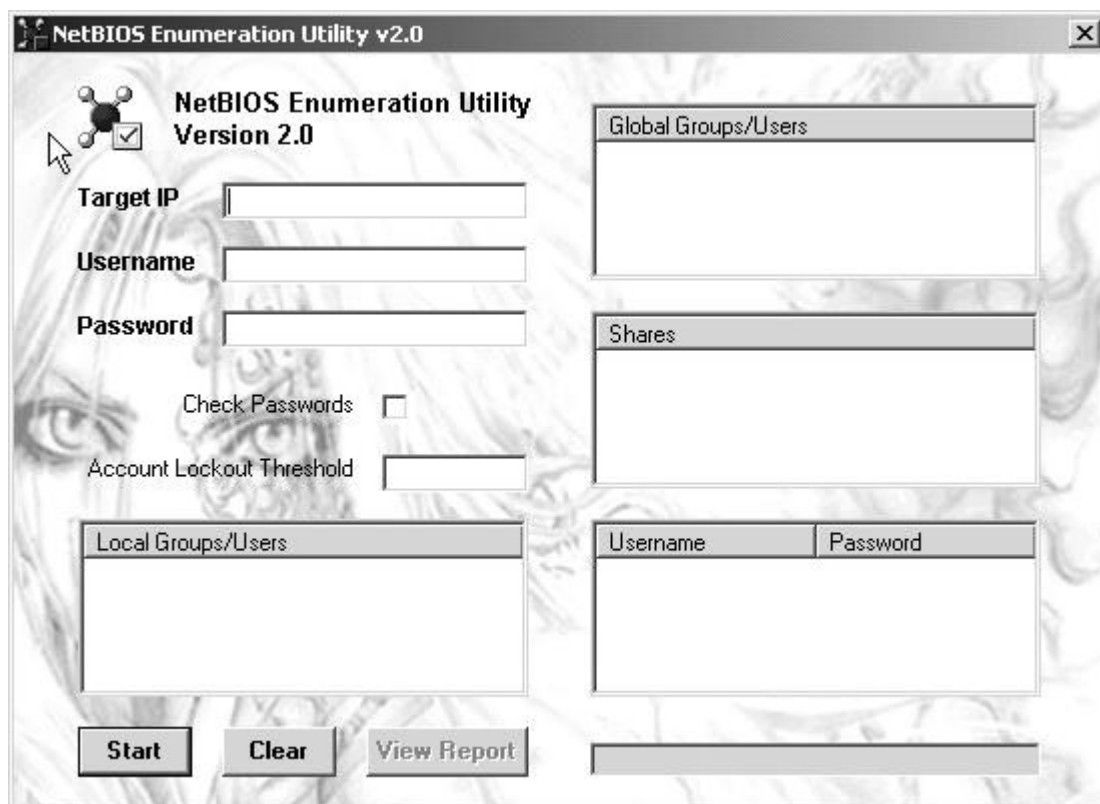 NetBIOS Enumeration Utility v2.0
NetBIOS Enumeration Utility
Version 2.0
Target IP
Username
Password
Check Passwords
Account Lockout Threshold
Local Groups/Users
Global Groups/Users
Shares
Username Password
Start Clear View Report